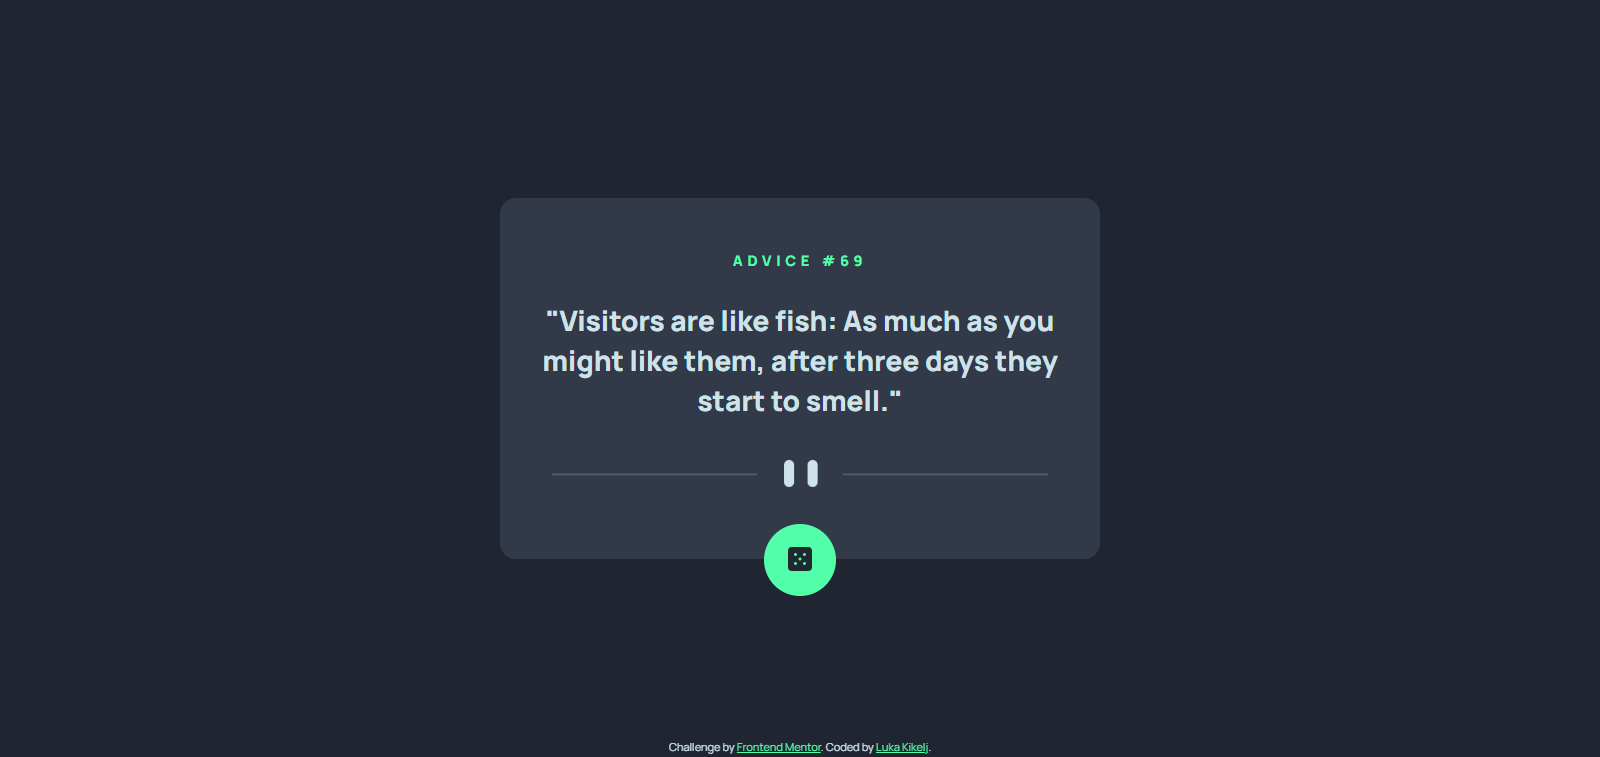 ADVICE #69
"Visitors are like fish: As much as you
might like them, after three days they
start to smell."
Challenge by Frontend Mentor. Coded by Luka Kikelj.